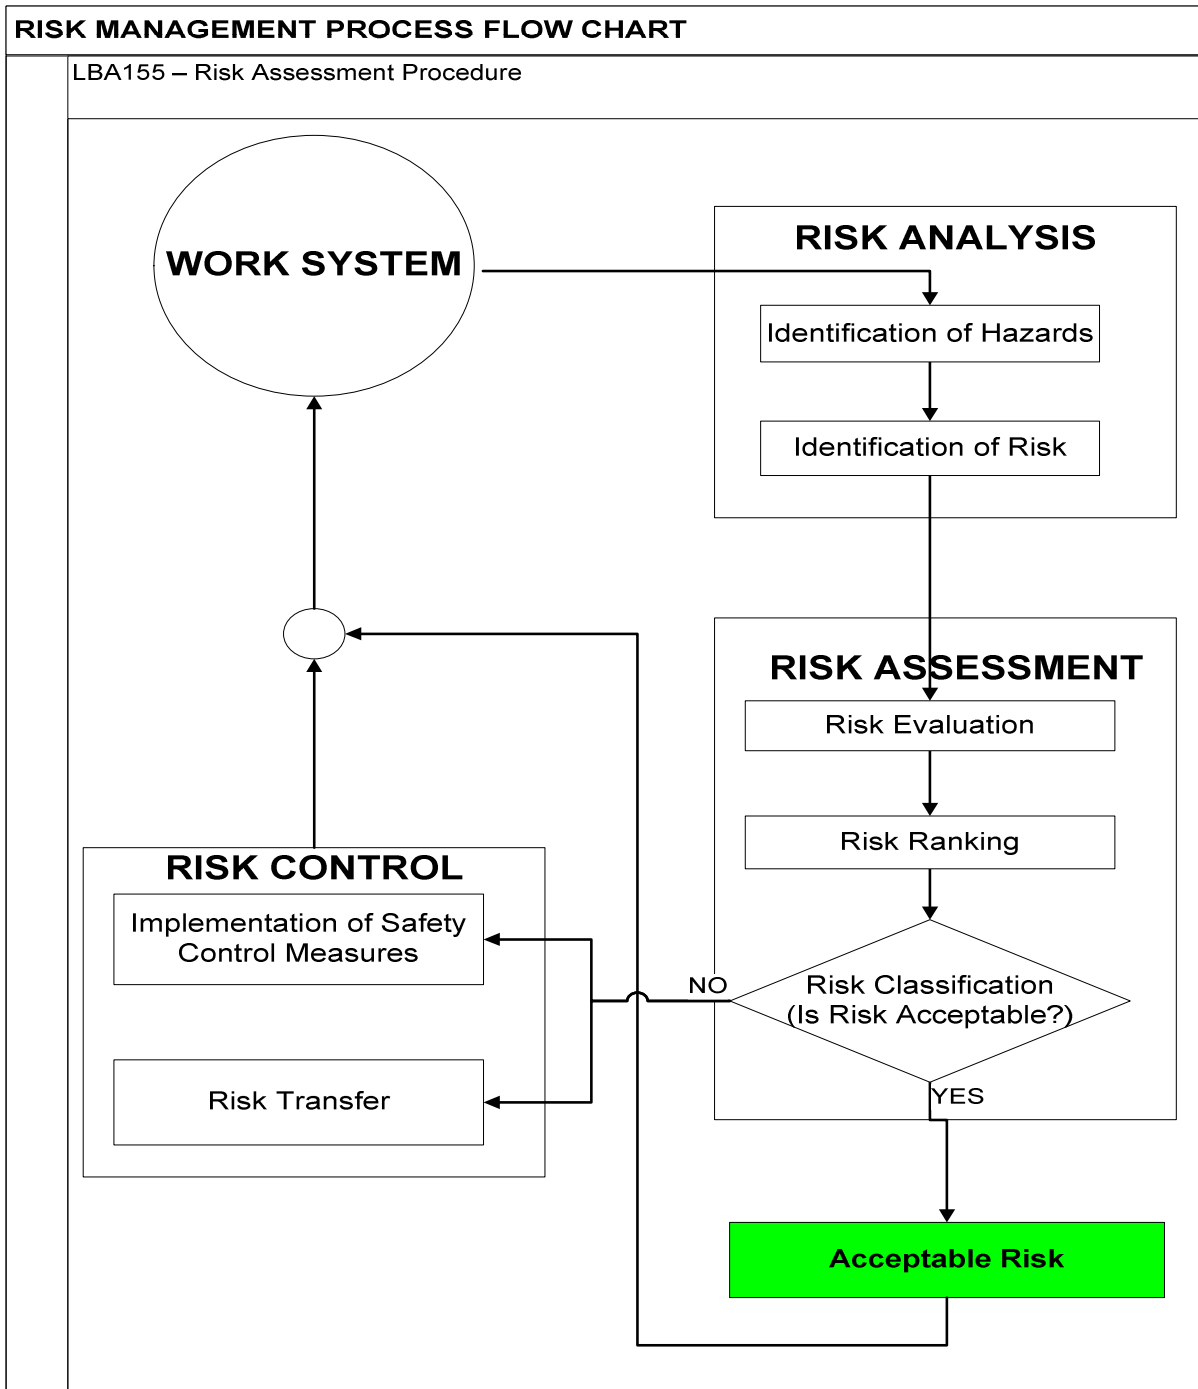 RISK MANAGEMENT PROCESS FLOW CHART
LBA155 – Risk Assessment Procedure
WORK SYSTEM
RISK ANALYSIS
Identification of Hazards
Identification of Risk
RISK ASSESSMENT
Risk Evaluation
Risk Ranking
Risk Classification
(Is Risk Acceptable?)
NO
YES
RISK CONTROL
Implementation of Safety
Control Measures
Risk Transfer
Acceptable Risk